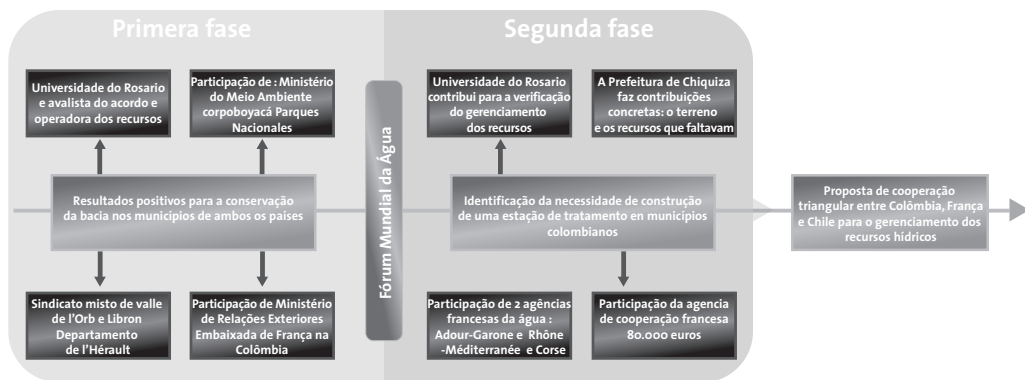 Primera fase
Universidade do Rosario
e avalista do acordo e
operadora dos recursos
Participação de : Ministério
do Meio Ambiente
corpoboyacá Parques
Nacionales
Resultados positivos para a conservação
da bacia nos municípios de ambos os países
Sindicato misto de valle
de l'Orb e Libron
Departamento
de l'Hérault
Participação de Ministério
de Relações Exteriores
Embaixada de França na
Colômbia
Fórum Mundial da Água
Segunda fase
Universidade do Rosario
contribui para a verificação
do gerenciamento
dos recursos
A Prefeitura de Chiquiza
faz contribuições
concretas: o terreno
e os recursos que faltavam
Identificação da necessidade de construção
de uma estação de tratamento en municípios
colombianos
Participação de 2 agências
francesas da água :
Adour-Garone e Rhône
-Méditerranée e Corse
Participação da agencia
de cooperação francesa
80.000 euros
Proposta de cooperação
triangular entre Colômbia, França
e Chile para o gerenciamento dos
recursos hídricos